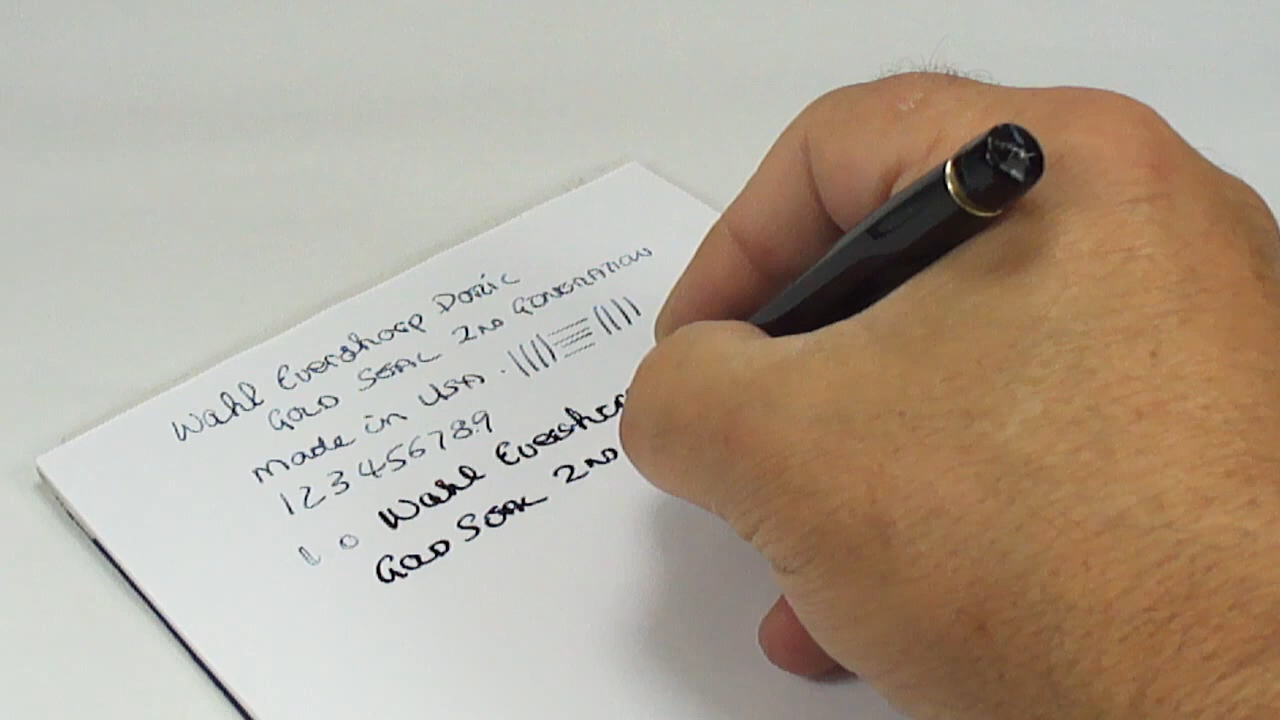 Wahl Eversharp Doric
GOLD SEAL 2ND GENERATION
Made in USA.
123456789
Wahl Eversharp
GOLD SEAL 2ND